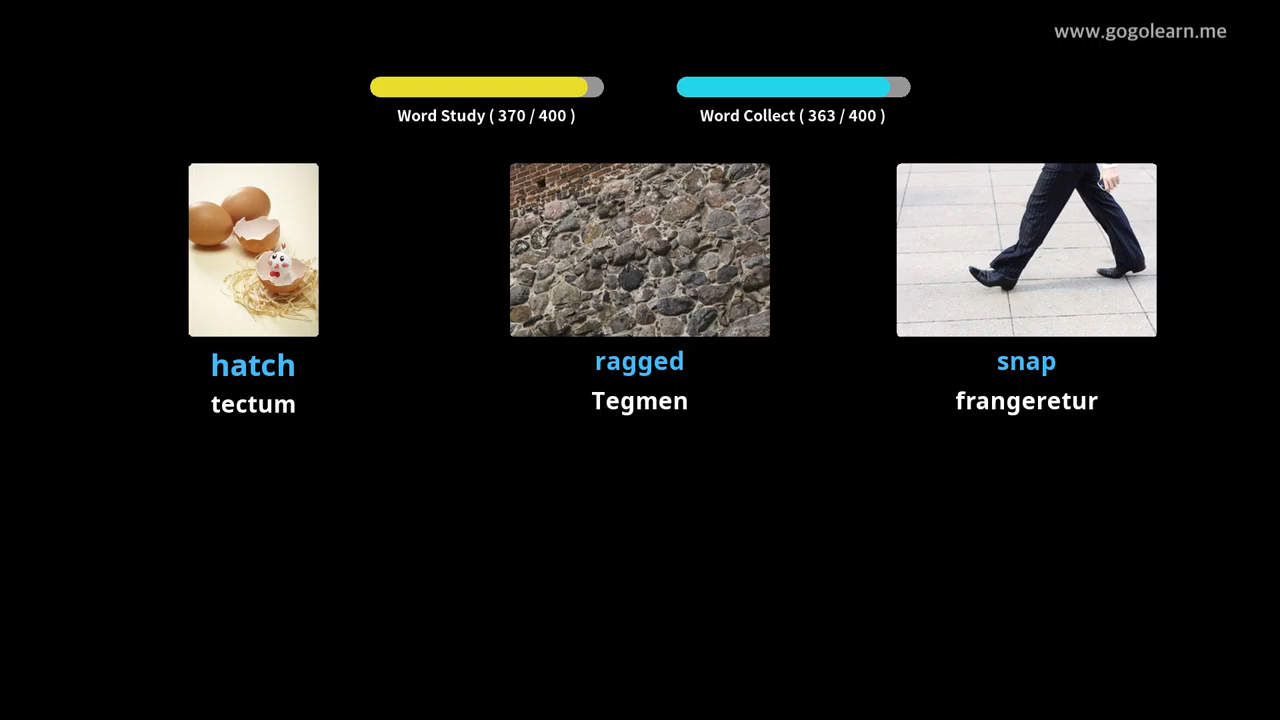 www.gogolearn.me
Word Study ( 370 / 400 )
Word Collect ( 363 / 400 )
hatch
tectum
ragged
Tegmen
snap
frangeretur